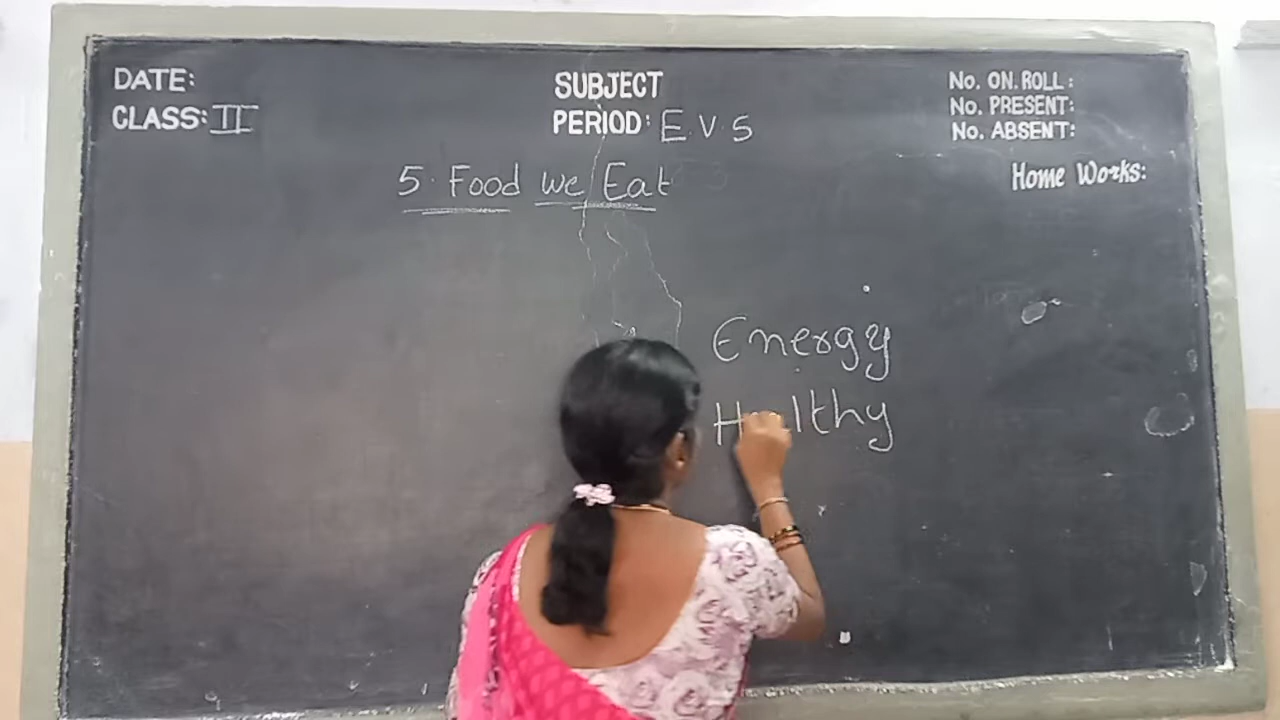 DATE:
CLASS: II
SUBJECT
PERIOD: E.V.S
No. ON. ROLL:
No. PRESENT:
No. ABSENT:
Home Works:
5. Food we Eat
Energy